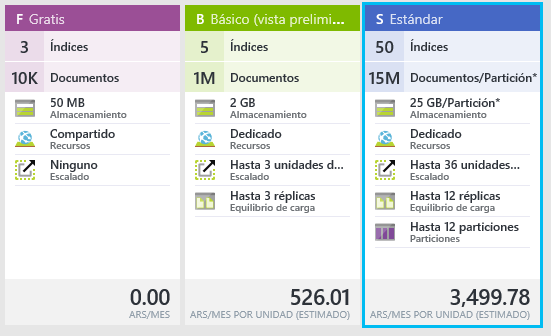 F Gratis
3 Índices
10K Documentos
50 MB
Almacenamiento
Compartido
Recursos
Ninguno
Escalado
0.00
ARS/MES
B Básico (vista prelimi...
5 Índices
1M Documentos
2 GB
Almacenamiento
Dedicado
Recursos
Hasta 3 unidades d...
Escalado
Hasta 3 réplicas
Equilibrio de carga
526.01
ARS/MES POR UNIDAD (ESTIMADO)
S Estándar
50 Índices
15M Documentos/Partición*
25 GB/Partición*
Almacenamiento
Dedicado
Recursos
Hasta 36 unidades...
Escalado
Hasta 12 réplicas
Equilibrio de carga
Hasta 12 particiones
Particiones
3,499.78
ARS/MES POR UNIDAD (ESTIMADO)